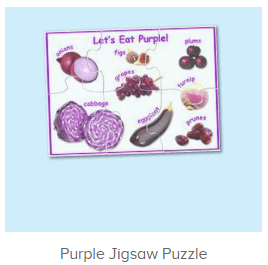 Let's Eat Purple!
onions
figs
plums
grapes
turnip
cabbage
eggplant
prunes
Purple Jigsaw Puzzle